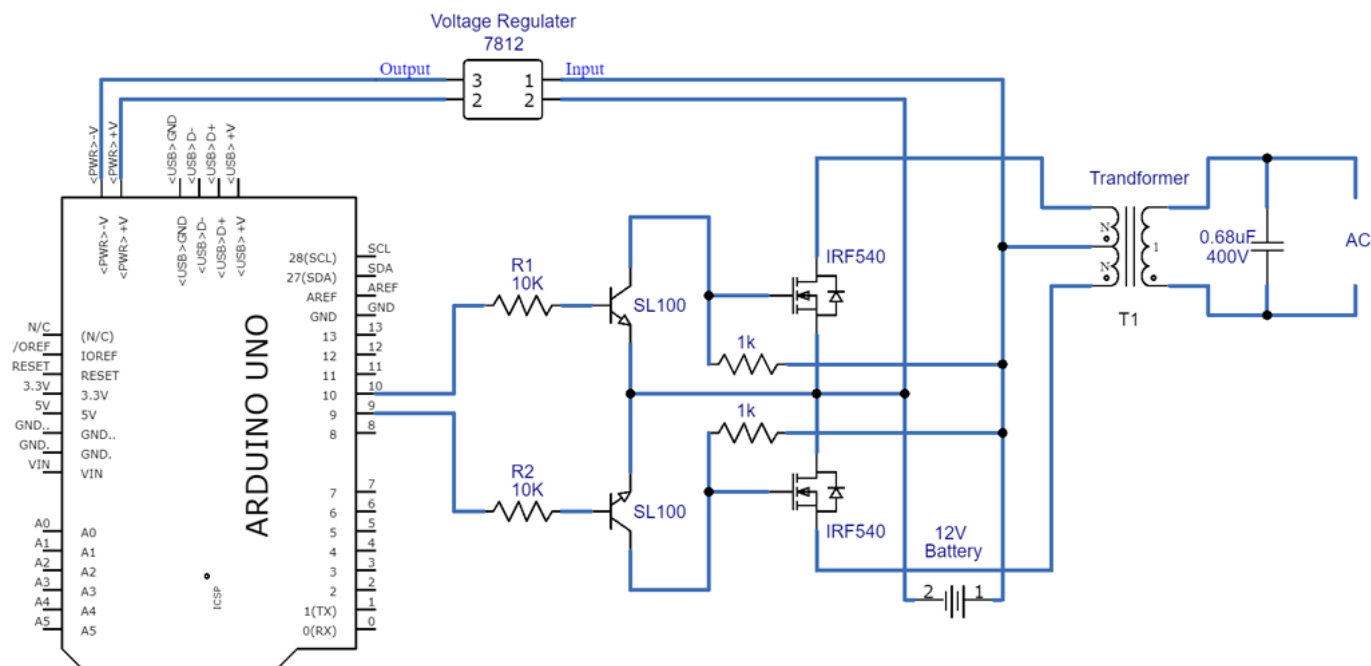 Voltage Regulater
7812
Output
Input
3
1
2
2
<PWR>-V
<PWR>+V
<USB>GND
<USB>D-
<USB>D+
<USB>+V
<PWR>-V
<PWR>+V
<USB>GND
<USB>D-
<USB>D+
<USB>+V
ARDUINO UNO
ICSP
N/C
(N/C)
/OREF
IOREF
RESET
RESET
3.3V
3.3V
5V
5V
GND..
GND..
GND.
GND.
VIN
VIN
A0
A0
A1
A1
A2
A2
A3
A3
A4
A4
A5
A5
28(SCL)
SCL
27(SDA)
SDA
AREF
AREF
GND
GND
13
13
12
12
11
11
10
10
9
9
8
8
7
7
6
6
5
5
4
4
3
3
2
2
1(TX)
1
0(RX)
0
R1
10K
SL100
R2
10K
SL100
IRF540
1k
1k
IRF540
12V
Battery
2
1
Trandformer
N
N
1
T1
0.68uF
400V
AC